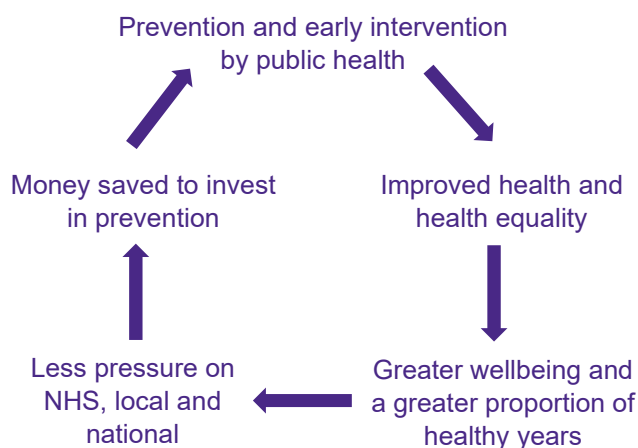 Prevention and early intervention
by public health
Improved health and
health equality
Greater wellbeing and
a greater proportion of
healthy years
Less pressure on
NHS, local and
national
Money saved to invest
in prevention